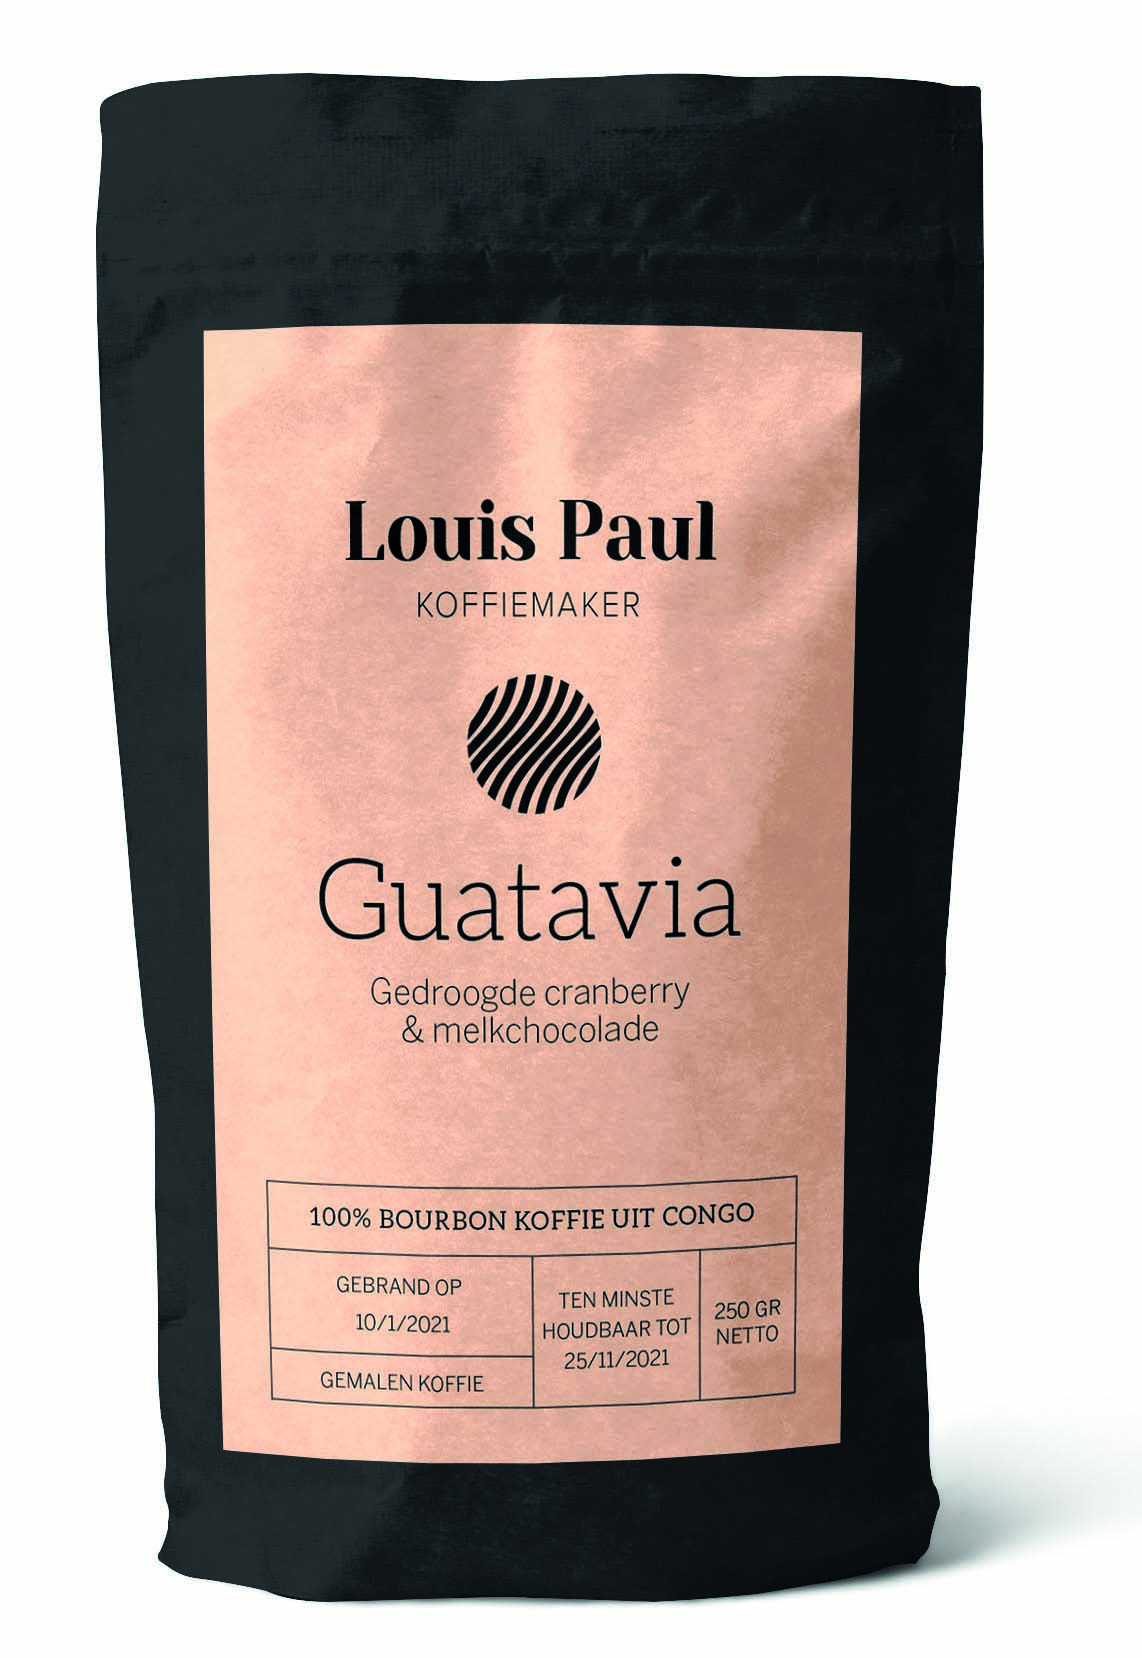 Louis Paul
KOFFIEMAKER
Guatavia
Gedroogde cranberry
& melkchocolade
100% BOURBON KOFFIE UIT CONGO
GEBRAND OP
10/1/2021
GEMALEN KOFFIE
TEN MINSTE
HOUDBAAR TOT
25/11/2021
250 GR
NETTO